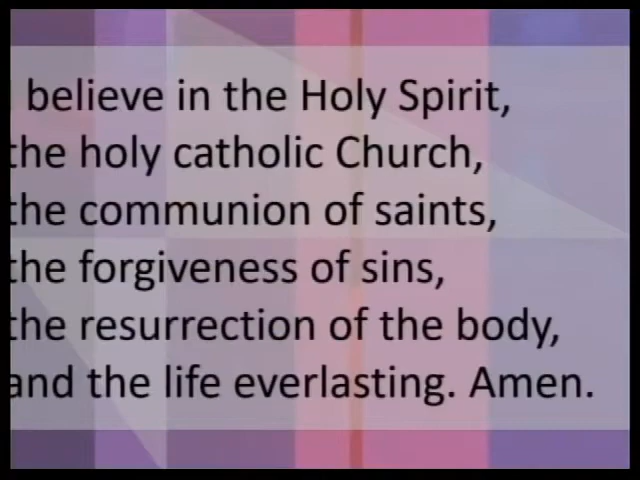 I believe in the Holy Spirit,
the holy catholic Church,
the communion of saints,
the forgiveness of sins,
the resurrection of the body,
and the life everlasting. Amen.